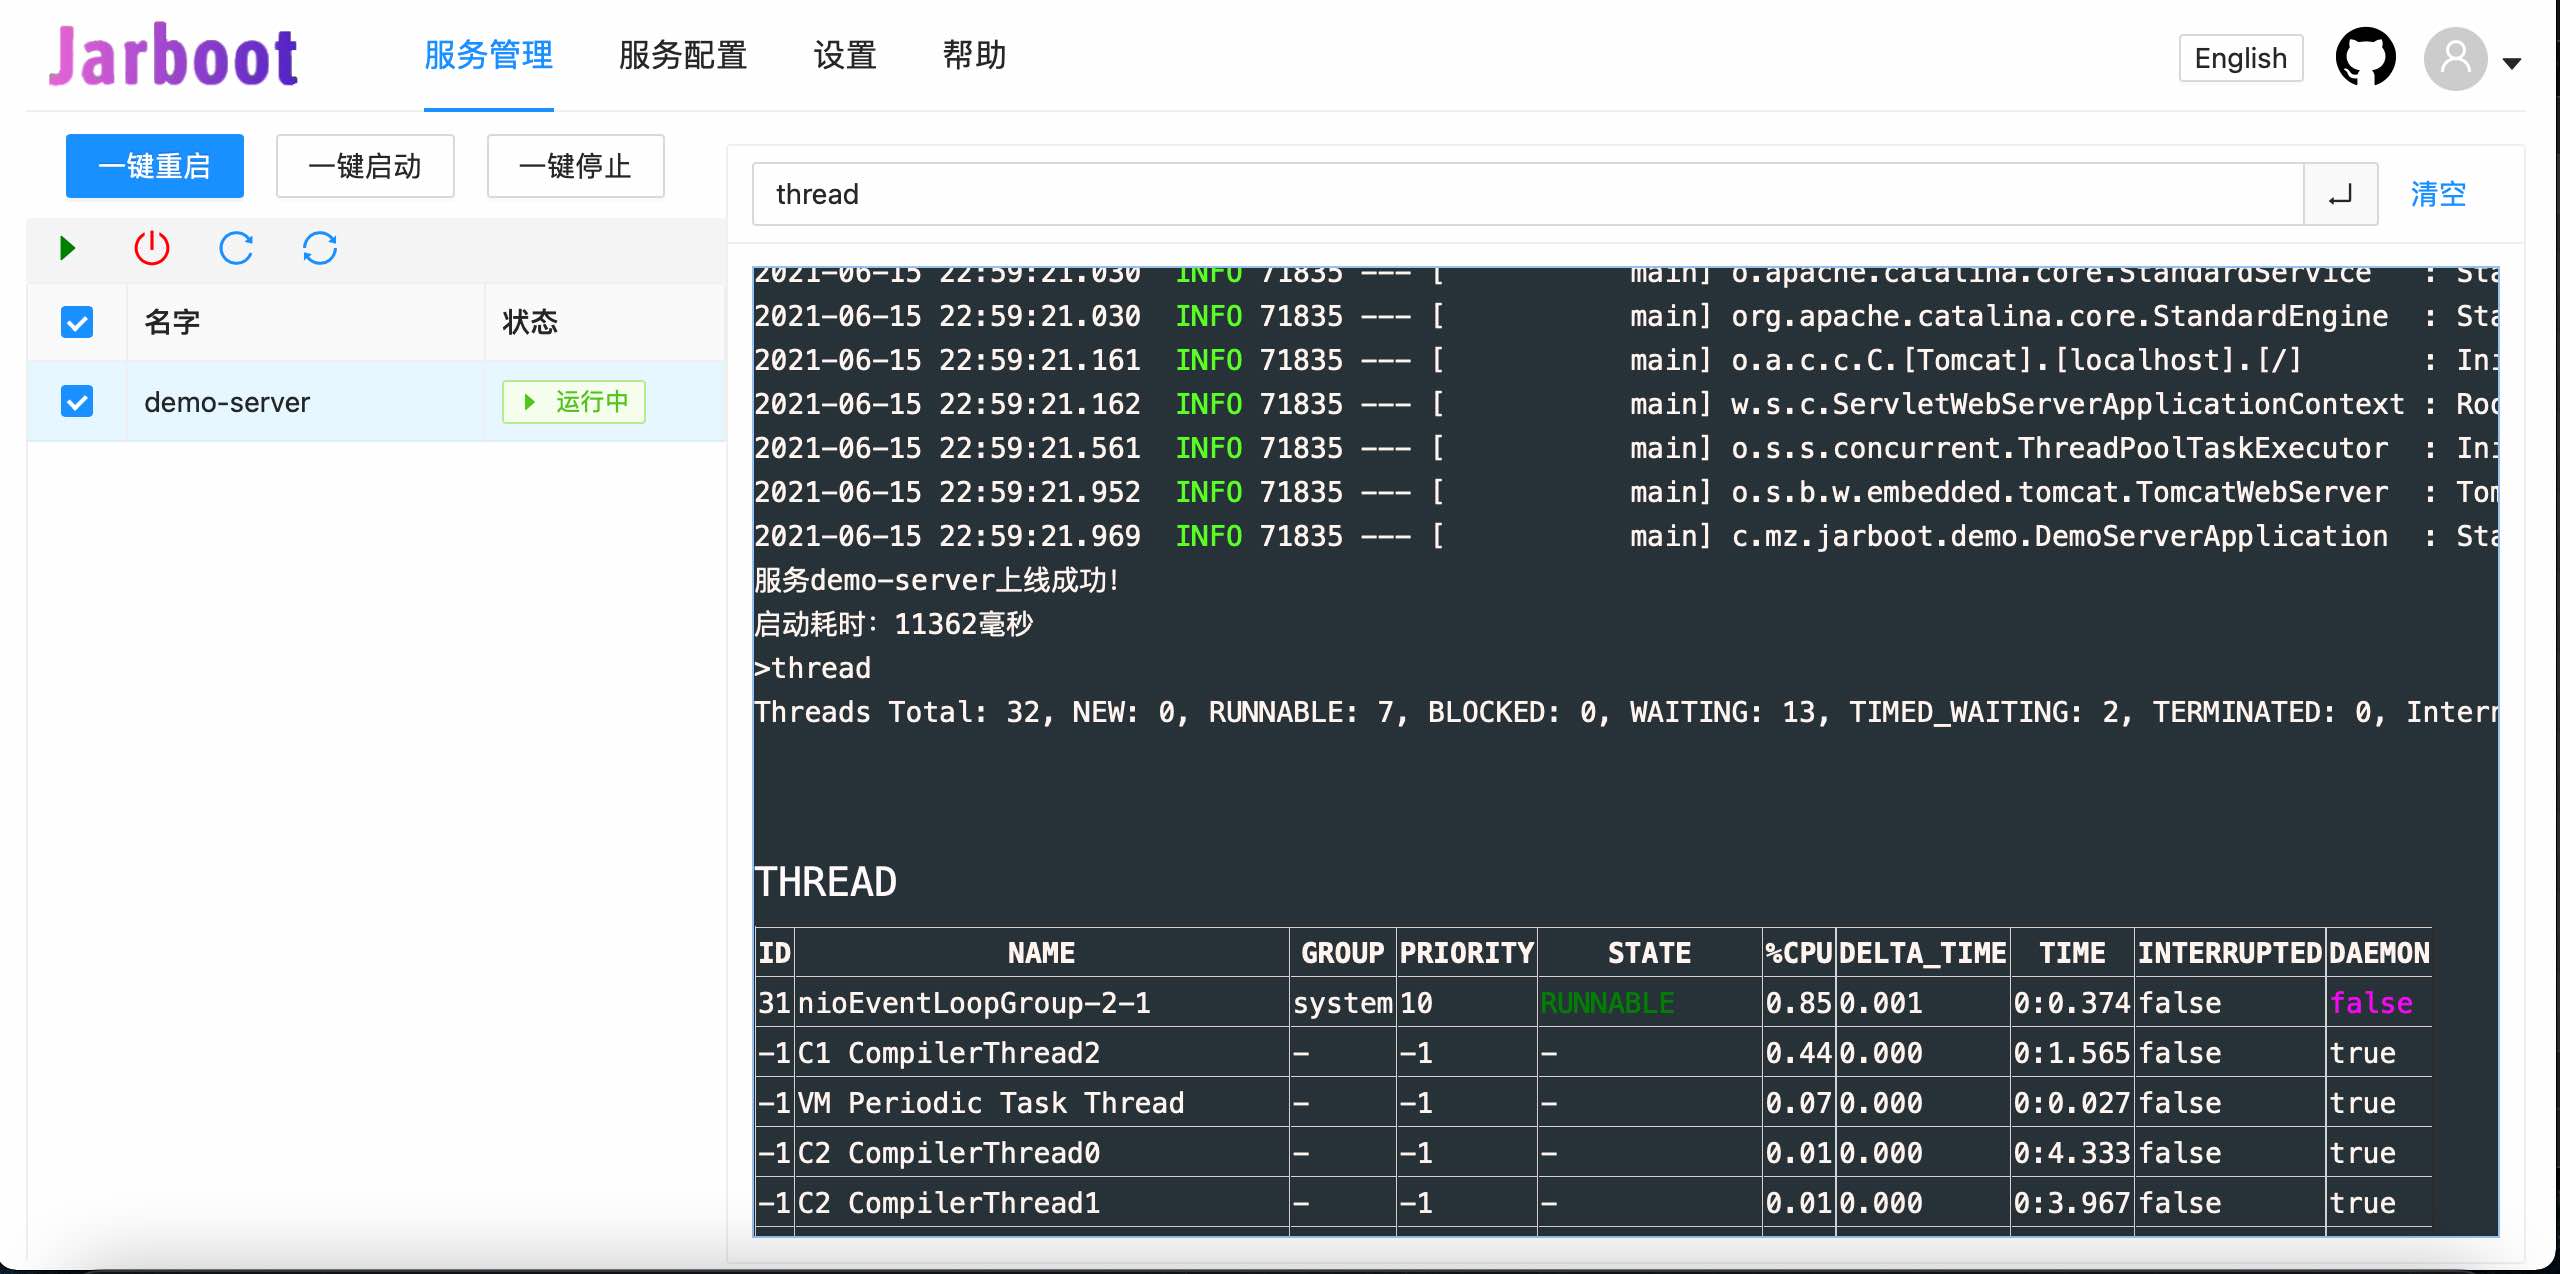 Jarboot 服务管理 服务配置 设置 帮助 English
一键重启 一键启动 一键停止
名字 状态
demo-server 运行中
thread 清空
2021-06-15 22:59:21.030 INFO 71835 --- [           main] o.apache.catalina.core.StandardService   : Sta
2021-06-15 22:59:21.030 INFO 71835 --- [           main] org.apache.catalina.core.StandardEngine  : Sta
2021-06-15 22:59:21.161 INFO 71835 --- [           main] o.a.c.c.C.[Tomcat].[localhost].[/]       : Ini
2021-06-15 22:59:21.162 INFO 71835 --- [           main] w.s.c.ServletWebServerApplicationContext : Roo
2021-06-15 22:59:21.561 INFO 71835 --- [           main] o.s.s.concurrent.ThreadPoolTaskExecutor  : Ini
2021-06-15 22:59:21.952 INFO 71835 --- [           main] o.s.b.w.embedded.tomcat.TomcatWebServer  : Tom
2021-06-15 22:59:21.969 INFO 71835 --- [           main] c.mz.jarboot.demo.DemoServerApplication  : Sta
服务demo-server上线成功!
启动耗时: 11362毫秒
>thread
Threads Total: 32, NEW: 0, RUNNABLE: 7, BLOCKED: 0, WAITING: 13, TIMED_WAITING: 2, TERMINATED: 0, Intern
THREAD
ID NAME GROUP PRIORITY STATE %CPU DELTA_TIME TIME INTERRUPTED DAEMON
31 nioEventLoopGroup-2-1 system 10 RUNNABLE 0.85 0.001 0:0.374 false false
-1 C1 CompilerThread2 - -1 - 0.44 0.000 0:1.565 false true
-1 VM Periodic Task Thread - -1 - 0.07 0.000 0:0.027 false true
-1 C2 CompilerThread0 - -1 - 0.01 0.000 0:4.333 false true
-1 C2 CompilerThread1 - -1 - 0.01 0.000 0:3.967 false true